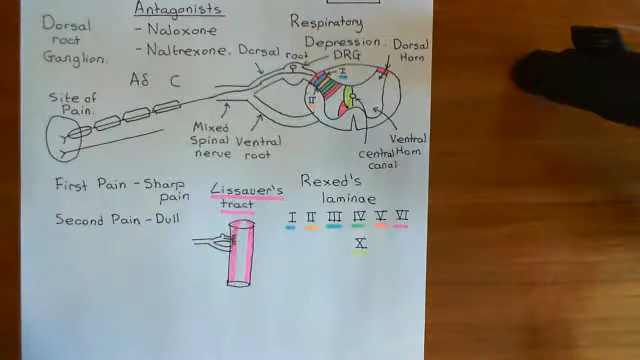 Dorsal
root
Ganglion.
Antagonists
- Naloxone
- Naltrexone.
Respiratory
Depression.
Dorsal root
DRG
Dorsal
Horn
Aδ C
I
II
Site of
Pain.
Mixed
Spinal
nerve
Ventral
root
Ventral
Horn
central
canal
First Pain - Sharp
pain
Second Pain - Dull
Lissauer's
tract
Rexed's
laminae
I II III IV V VI
X